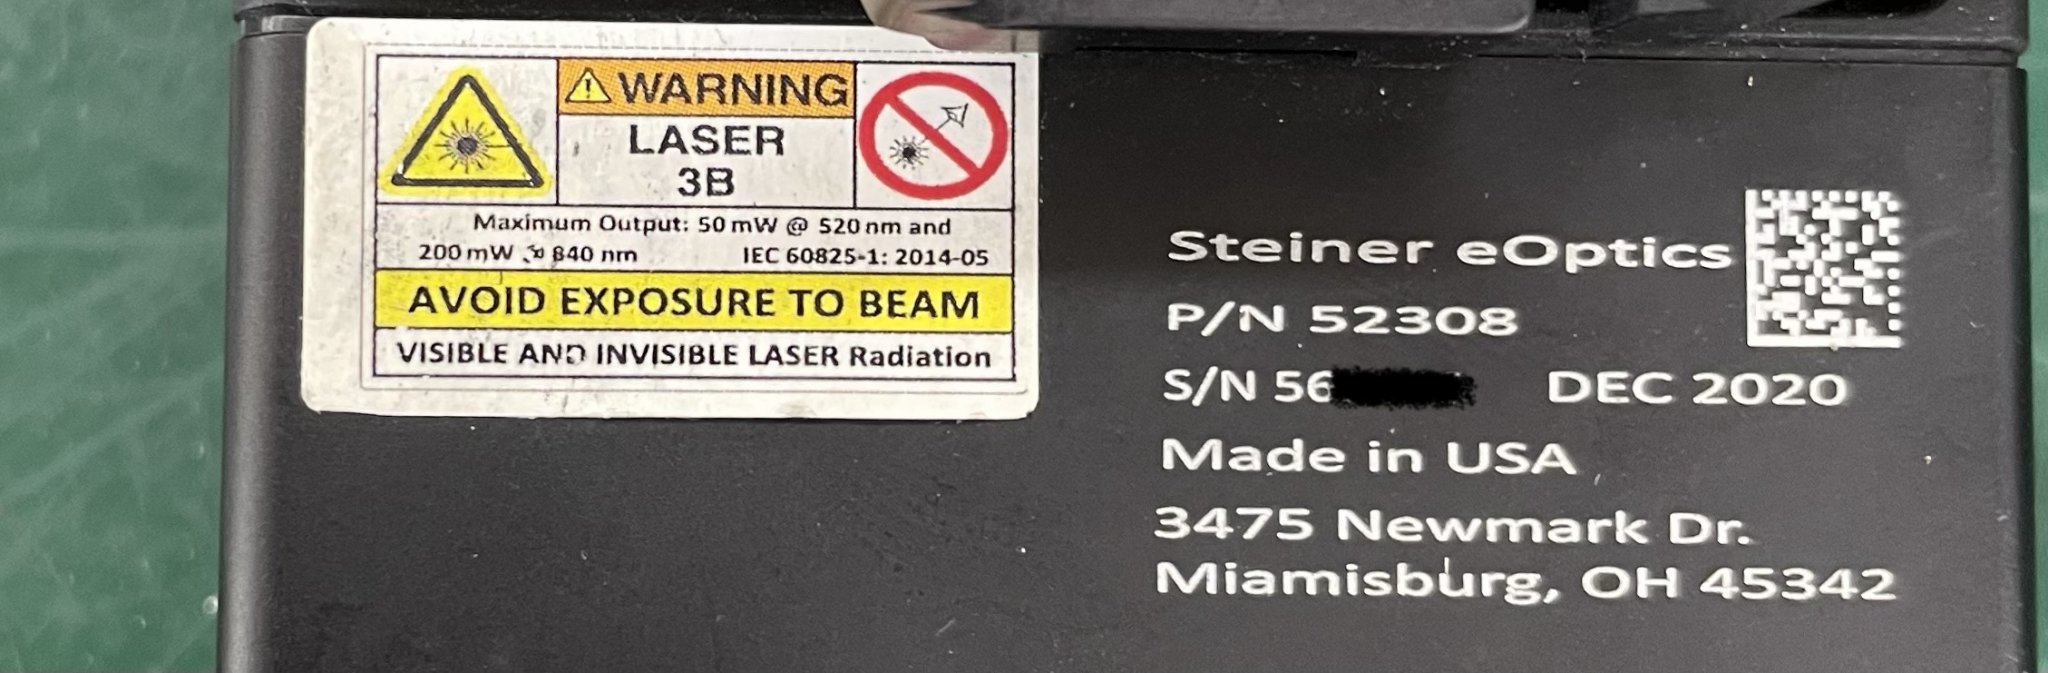 WARNING
LASER
3B
Maximum Output: 50 mW @ 520 nm and
200 mW @ 840 nm IEC 60825-1: 2014-05
AVOID EXPOSURE TO BEAM
VISIBLE AND INVISIBLE LASER Radiation
Steiner eOptics
P/N 52308
S/N 56 DEC 2020
Made in USA
3475 Newmark Dr.
Miamisburg, OH 45342